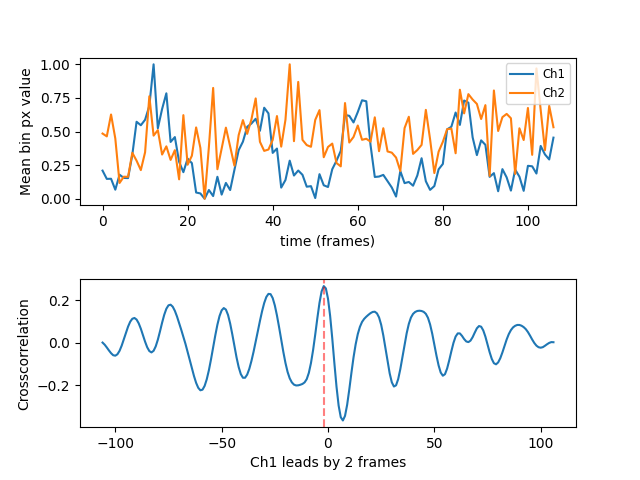 Mean bin px value
1.00
0.75
0.50
0.25
0.00
Ch1
Ch2
0 20 40 60 80 100
time (frames)
Crosscorrelation
0.2
0.0
−0.2
−100 −50 0 50 100
Ch1 leads by 2 frames